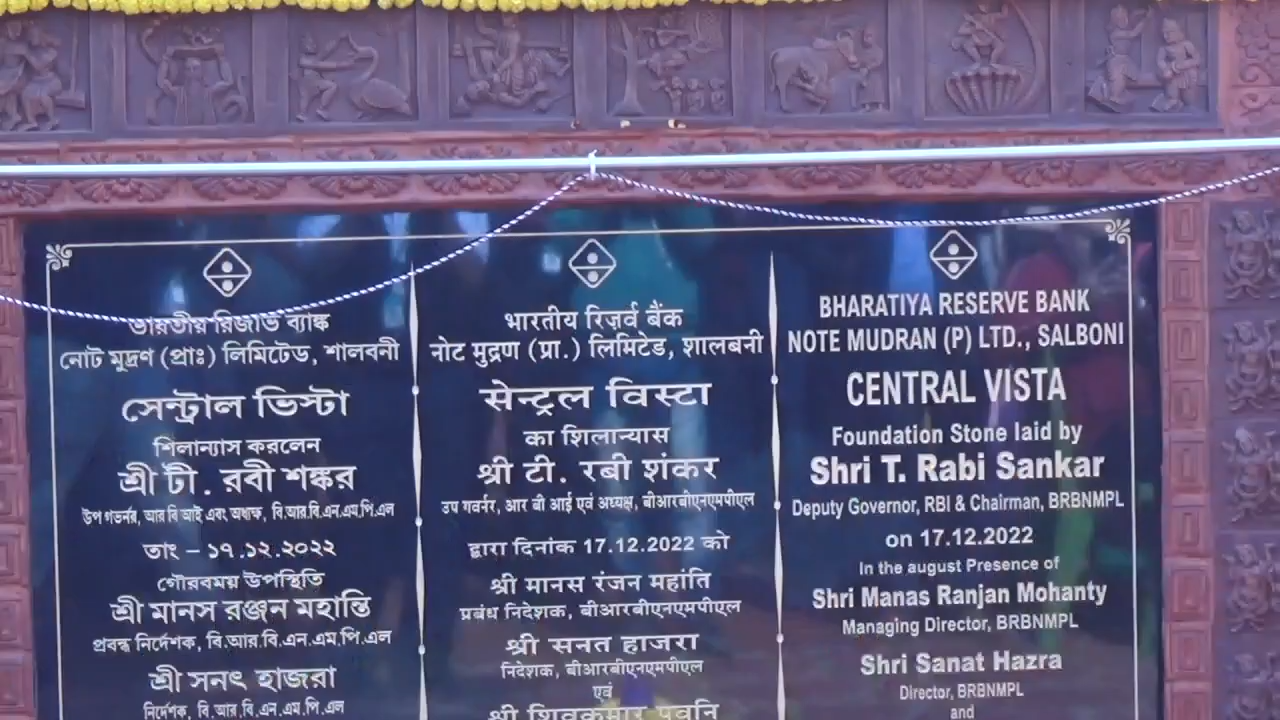 ভারতীয় রিজার্ভ ব্যাঙ্ক
নোট মুদ্রণ (প্রাঃ) লিমিটেড, শালবনী
সেন্ট্রাল ভিস্টা
শিলান্যাস করলেন
শ্রী টী. রবী শঙ্কর
উপ গভর্নর, আর বি আই এবং অধ্যক্ষ, বি.আর.বি.এন.এম.পি.এল
তাং – ১৭.১২.২০২২
গৌরবময় উপস্থিতি
শ্রী মানস রঞ্জন মহান্তি
প্রবন্ধ নির্দেশক, বি.আর.বি.এন.এম.পি.এল
শ্রী সনৎ হাজরা
নির্দেশক, বি.আর.বি.এন.এম.পি.এল
भारतीय रिज़र्व बैंक
नोट मुद्रण (प्रा.) लिमिटेड, शालबनी
सेन्ट्रल विस्टा
का शिलान्यास
श्री टी. रबी शंकर
उप गवर्नर, आर बी आई एवं अध्यक्ष, बीआरबीएनएमपीएल
द्वारा दिनांक 17.12.2022 को
श्री मानस रंजन महांति
प्रबंध निदेशक, बीआरबीएनएमपीएल
श्री सनत हाजरा
निदेशक, बीआरबीएनएमपीएल
एवं
श्री शिवकुमार
BHARATIYA RESERVE BANK
NOTE MUDRAN (P) LTD., SALBONI
CENTRAL VISTA
Foundation Stone laid by
Shri T. Rabi Sankar
Deputy Governor, RBI & Chairman, BRBNMPL
on 17.12.2022
In the august Presence of
Shri Manas Ranjan Mohanty
Managing Director, BRBNMPL
Shri Sanat Hazra
Director, BRBNMPL
and